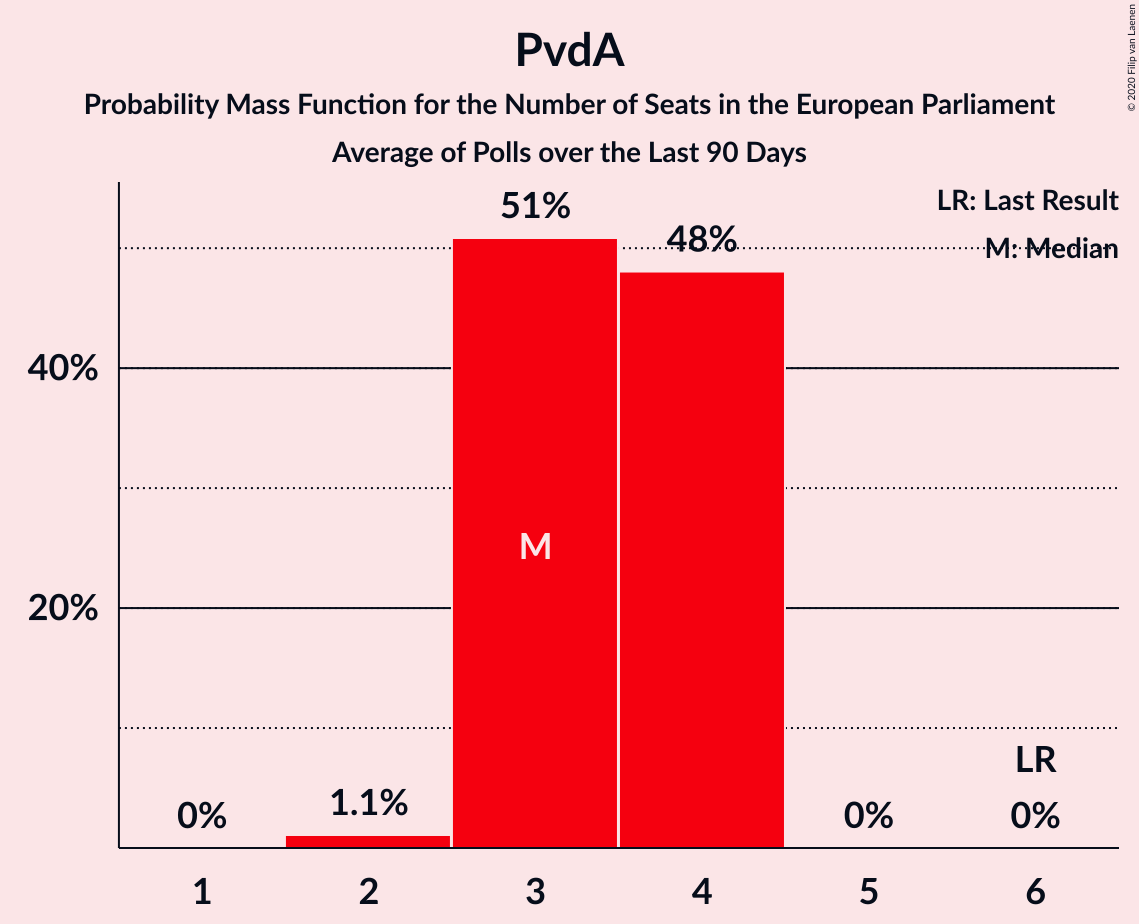 PvdA
Probability Mass Function for the Number of Seats in the European Parliament
Average of Polls over the Last 90 Days
© 2020 Filip van Laenen
LR: Last Result
M: Median
51%
48%
40%
M
20%
LR
0%
1.1%
0%
0%
1
2
3
4
5
6